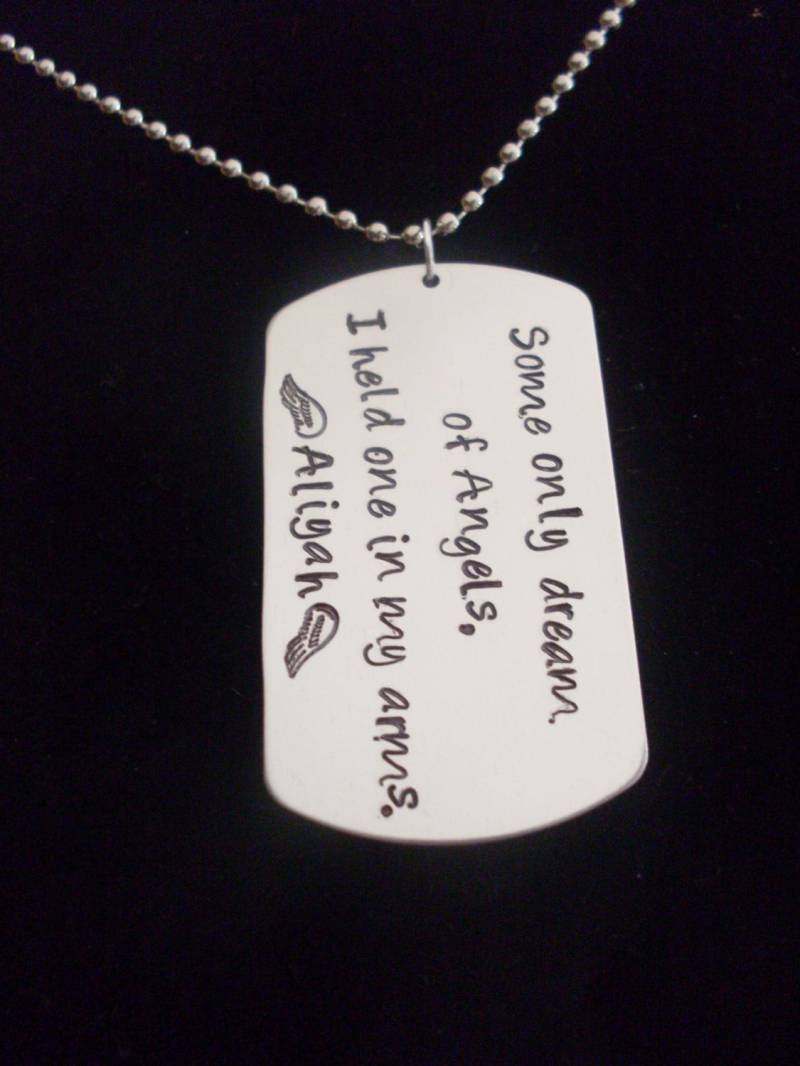 Some only dream
of Angels.
I held one in my arms.
Aliyah